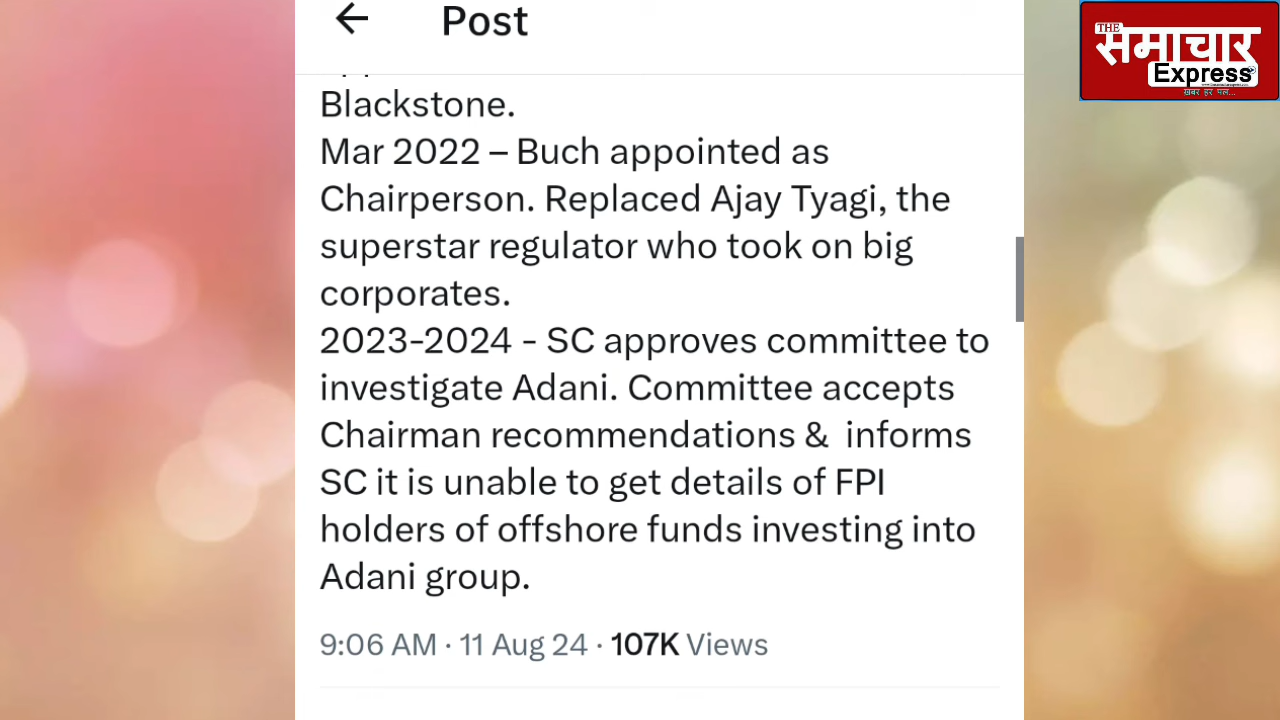 Post
Blackstone.
Mar 2022 – Buch appointed as
Chairperson. Replaced Ajay Tyagi, the
superstar regulator who took on big
corporates.
2023-2024 - SC approves committee to
investigate Adani. Committee accepts
Chairman recommendations &  informs
SC it is unable to get details of FPI
holders of offshore funds investing into
Adani group.
9:06 AM · 11 Aug 24 · 107K Views
THE
समाचार
Express
ख़बर हर पल...